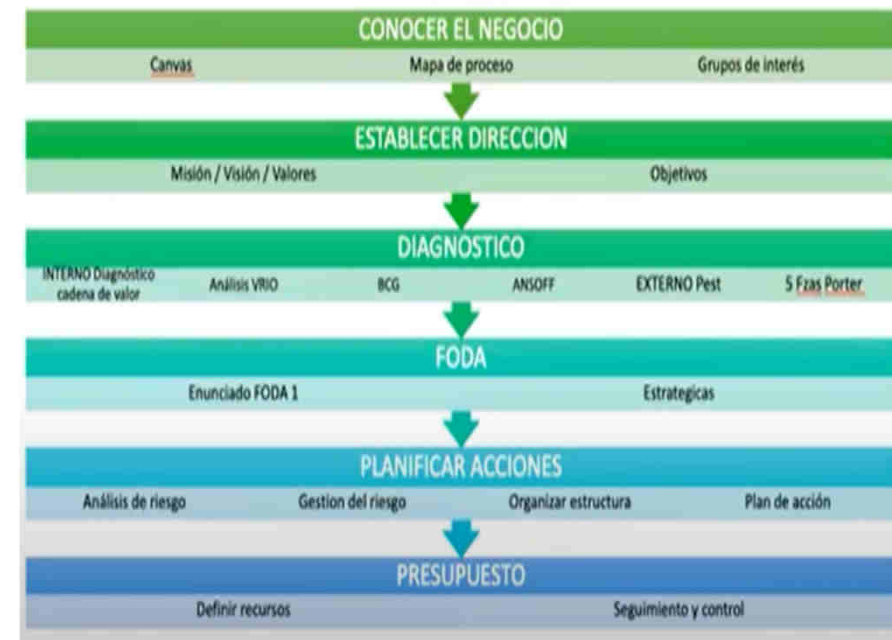 CONOCER EL NEGOCIO
Canvas Mapa de proceso Grupos de interés
ESTABLECER DIRECCION
Misión / Visión / Valores Objetivos
DIAGNOSTICO
INTERNO Diagnóstico
cadena de valor Análisis VRIO BCG ANSOFF EXTERNO Pest 5 Fzas Porter
FODA
Enunciado FODA 1 Estrategicas
PLANIFICAR ACCIONES
Análisis de riesgo Gestion del riesgo Organizar estructura Plan de acción
PRESUPUESTO
Definir recursos Seguimiento y control